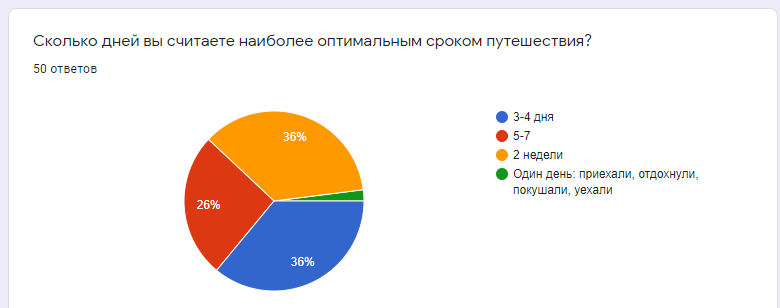 Сколько дней вы считаете наиболее оптимальным сроком путешествия?
50 ответов
36%
26%
36%
3-4 дня
5-7
2 недели
Один день: приехали, отдохнули,
покушали, уехали